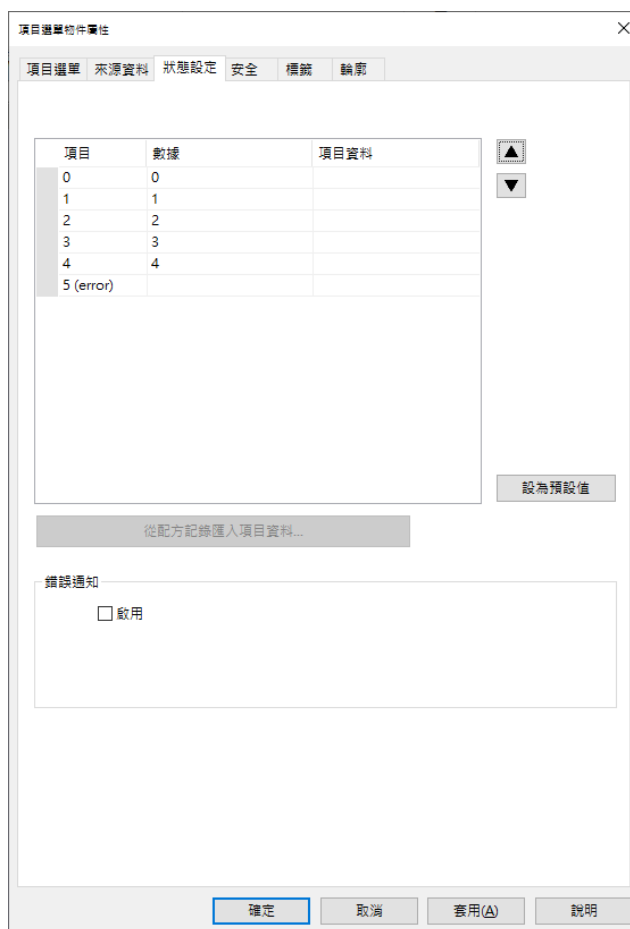 項目選單物件屬性
項目選單 來源資料 狀態設定 安全 標籤 輪廓
項目 數據 項目資料
0 0
1 1
2 2
3 3
4 4
5 (error)
設為預設值
從配方記錄匯入項目資料...
錯誤通知
啟用
確定 取消 套用(A) 說明